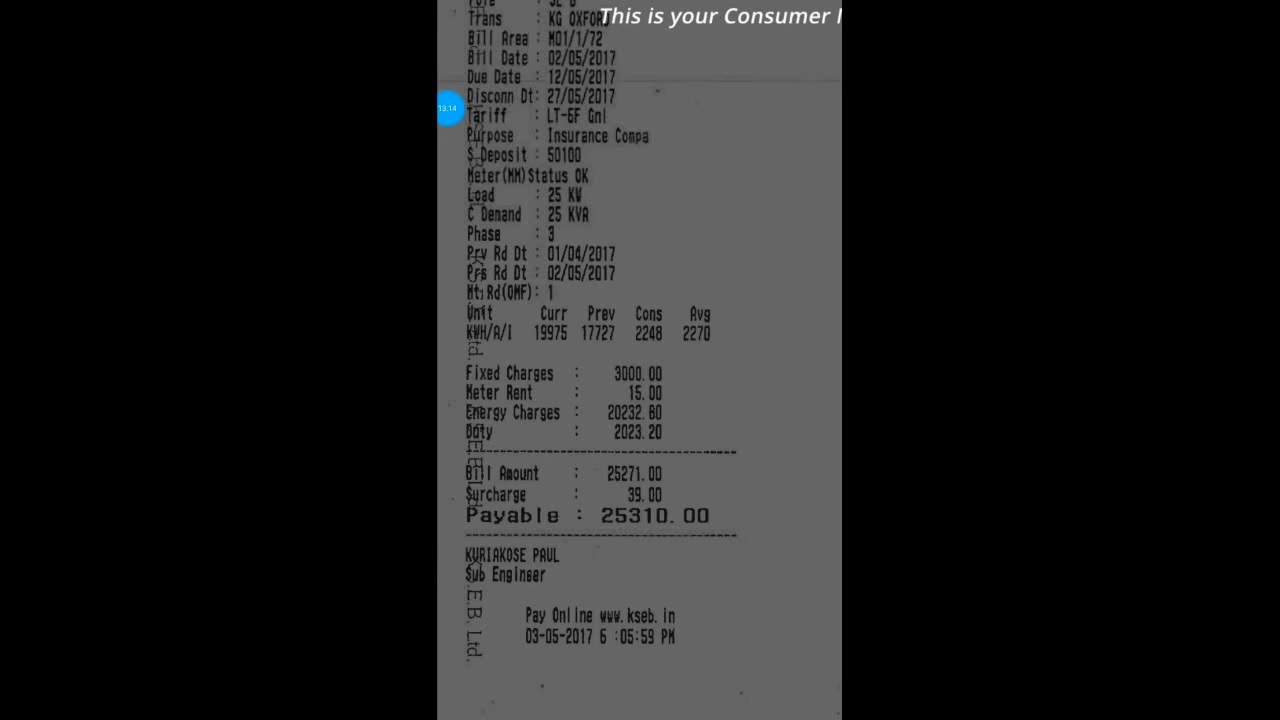 This is your Consumer
Trans : KG OXFOR
Bill Area : M01/1/72
Bill Date : 02/05/2017
Due Date : 12/05/2017
Disconn Dt: 27/05/2017
13:14
Tariff : LT-6F Gnl
Purpose : Insurance Compa
S Deposit : 50100
Meter(MM)Status OK
Load : 25 KW
C Demand : 25 KVA
Phase : 3
Prv Rd Dt : 01/04/2017
Prs Rd Dt : 02/05/2017
Mt Rd(OMF): 1
Unit Curr Prev Cons Avg
KWH/A/I 19975 17727 2248 2270
Fixed Charges : 3000.00
Meter Rent : 15.00
Energy Charges : 20232.80
Duty : 2023.20
Bill Amount : 25271.00
Surcharge : 39.00
Payable : 25310.00
KURIAKOSE PAUL
Sub Engineer
Pay Online www.kseb.in
03-05-2017 6 :05:59 PM
K.S.E.B. Ltd.